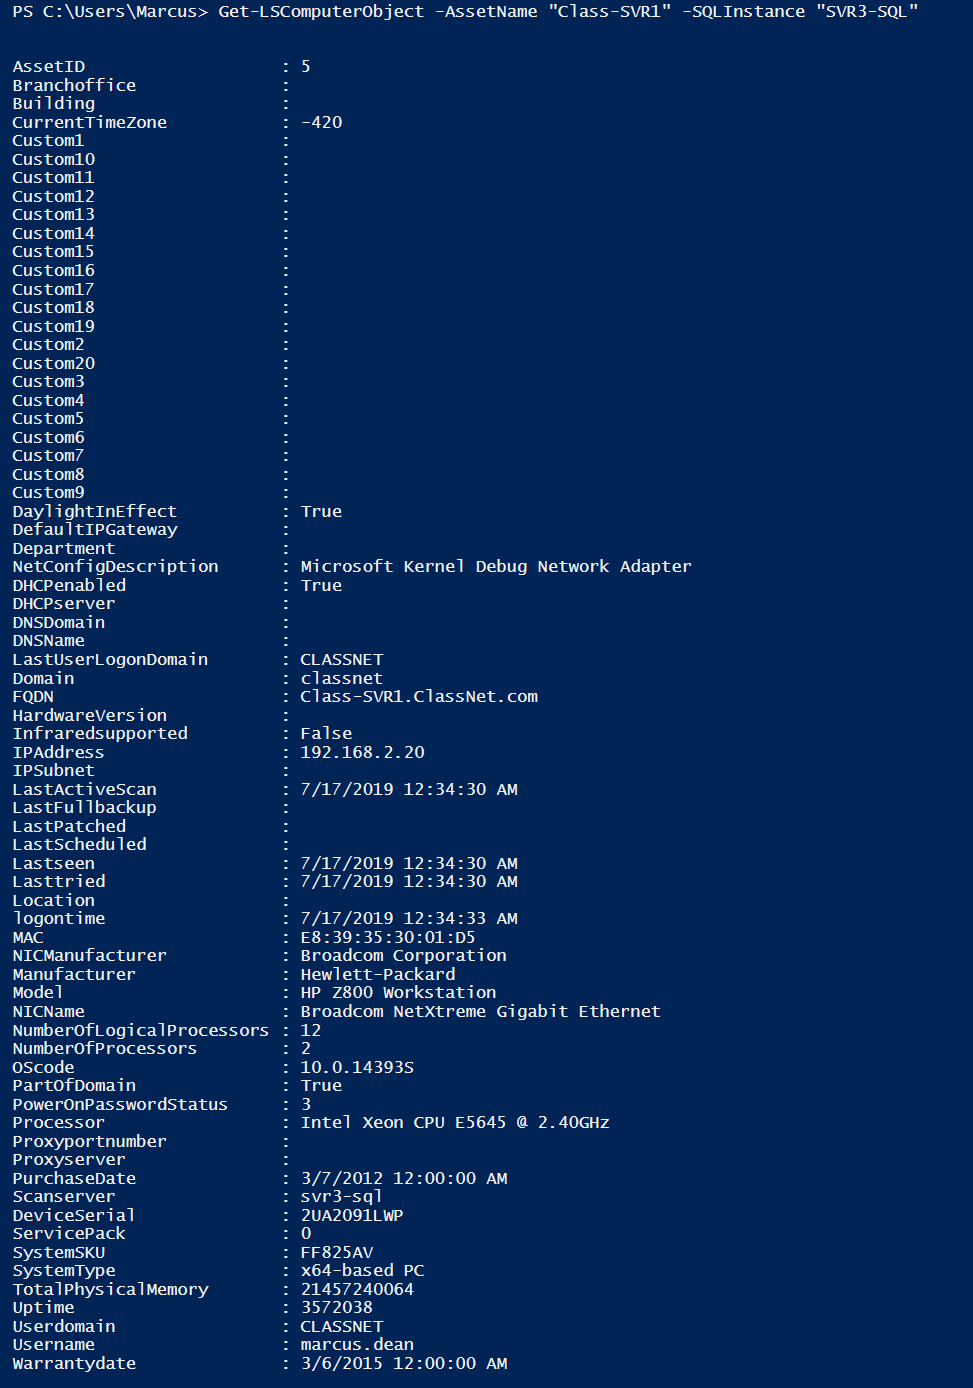 PS C:\Users\Marcus> Get-LSComputerObject -AssetName "Class-SVR1" -SQLInstance "SVR3-SQL"
AssetID : 5
Branchoffice :
Building :
CurrentTimeZone : -420
Custom1 :
Custom10 :
Custom11 :
Custom12 :
Custom13 :
Custom14 :
Custom15 :
Custom16 :
Custom17 :
Custom18 :
Custom19 :
Custom2 :
Custom20 :
Custom3 :
Custom4 :
Custom5 :
Custom6 :
Custom7 :
Custom8 :
Custom9 :
DaylightInEffect : True
DefaultIPGateway :
Department :
NetConfigDescription : Microsoft Kernel Debug Network Adapter
DHCPenabled : True
DHCPserver :
DNSDomain :
DNSName :
LastUserLogonDomain : CLASSNET
Domain : classnet
FQDN : Class-SVR1.ClassNet.com
HardwareVersion :
Infraredsupported : False
IPAddress : 192.168.2.20
IPSubnet :
LastActiveScan : 7/17/2019 12:34:30 AM
LastFullbackup :
LastPatched :
LastScheduled :
Lastseen : 7/17/2019 12:34:30 AM
Lasttried : 7/17/2019 12:34:30 AM
Location :
logontime : 7/17/2019 12:34:33 AM
MAC : E8:39:35:30:01:D5
NICManufacturer : Broadcom Corporation
Manufacturer : Hewlett-Packard
Model : HP Z800 Workstation
NICName : Broadcom NetXtreme Gigabit Ethernet
NumberOfLogicalProcessors : 12
NumberOfProcessors : 2
OScode : 10.0.14393S
PartOfDomain : True
PowerOnPasswordStatus : 3
Processor : Intel Xeon CPU E5645 @ 2.40GHz
Proxyportnumber :
Proxyserver :
PurchaseDate : 3/7/2012 12:00:00 AM
Scanserver : svr3-sql
DeviceSerial : 2UA2091LWP
ServicePack : 0
SystemSKU : FF825AV
SystemType : x64-based PC
TotalPhysicalMemory : 21457240064
Uptime : 3572038
Userdomain : CLASSNET
Username : marcus.dean
Warrantydate : 3/6/2015 12:00:00 AM